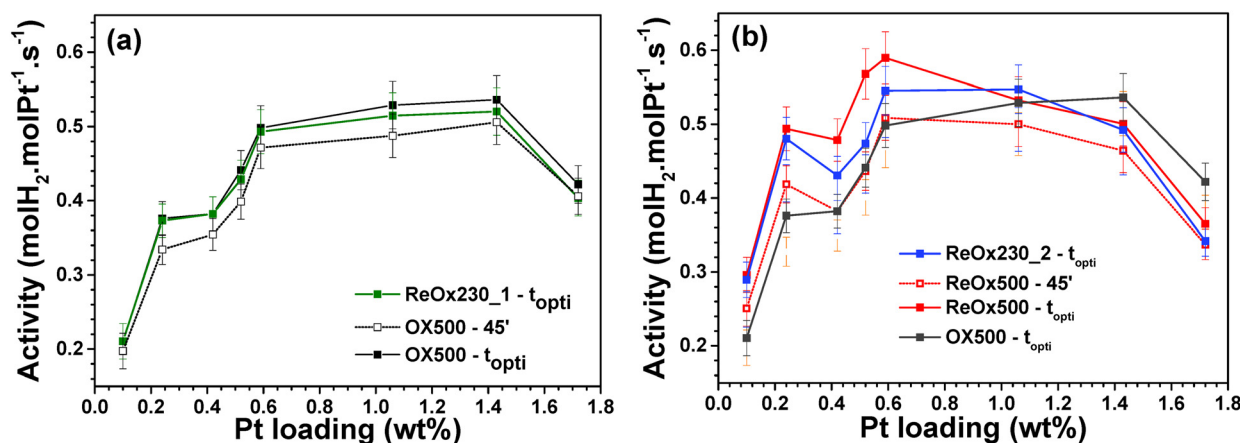 (a)
Activity (molH₂.molPt⁻¹.s⁻¹)
0.6
0.5
0.4
0.3
0.2
ReOx230_1 - topti
OX500 - 45'
OX500 - topti
0.0 0.2 0.4 0.6 0.8 1.0 1.2 1.4 1.6 1.8
Pt loading (wt%)
(b)
Activity (molH₂.molPt⁻¹.s⁻¹)
0.6
0.5
0.4
0.3
0.2
ReOx230_2 - topti
ReOx500 - 45'
ReOx500 - topti
OX500 - topti
0.0 0.2 0.4 0.6 0.8 1.0 1.2 1.4 1.6 1.8
Pt loading (wt%)